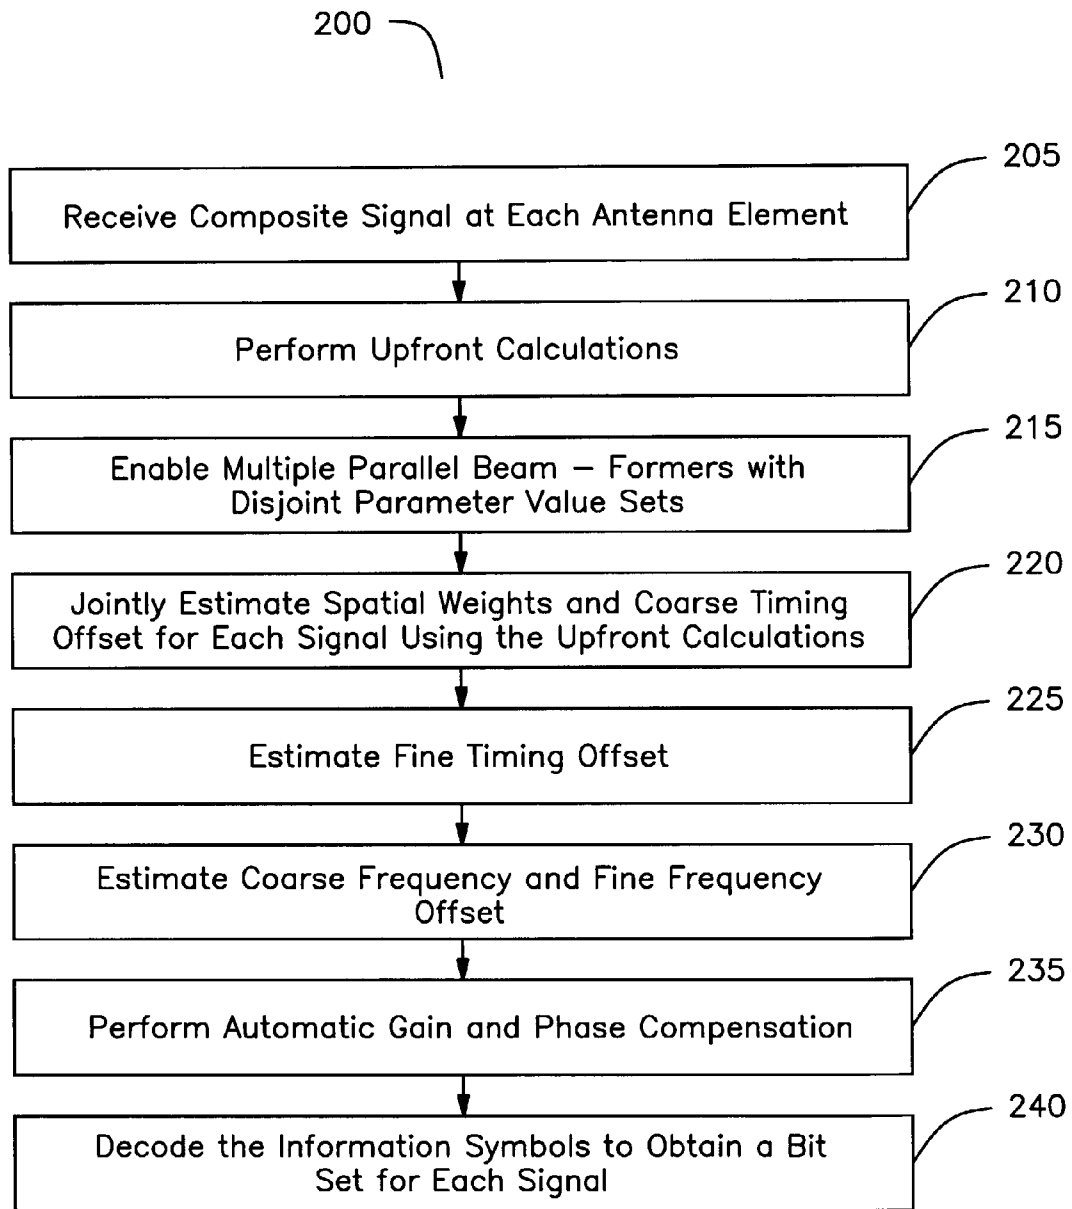 200
205
Receive Composite Signal at Each Antenna Element
210
Perform Upfront Calculations
215
Enable Multiple Parallel Beam – Formers with
Disjoint Parameter Value Sets
220
Jointly Estimate Spatial Weights and Coarse Timing
Offset for Each Signal Using the Upfront Calculations
225
Estimate Fine Timing Offset
230
Estimate Coarse Frequency and Fine Frequency
Offset
235
Perform Automatic Gain and Phase Compensation
240
Decode the Information Symbols to Obtain a Bit
Set for Each Signal